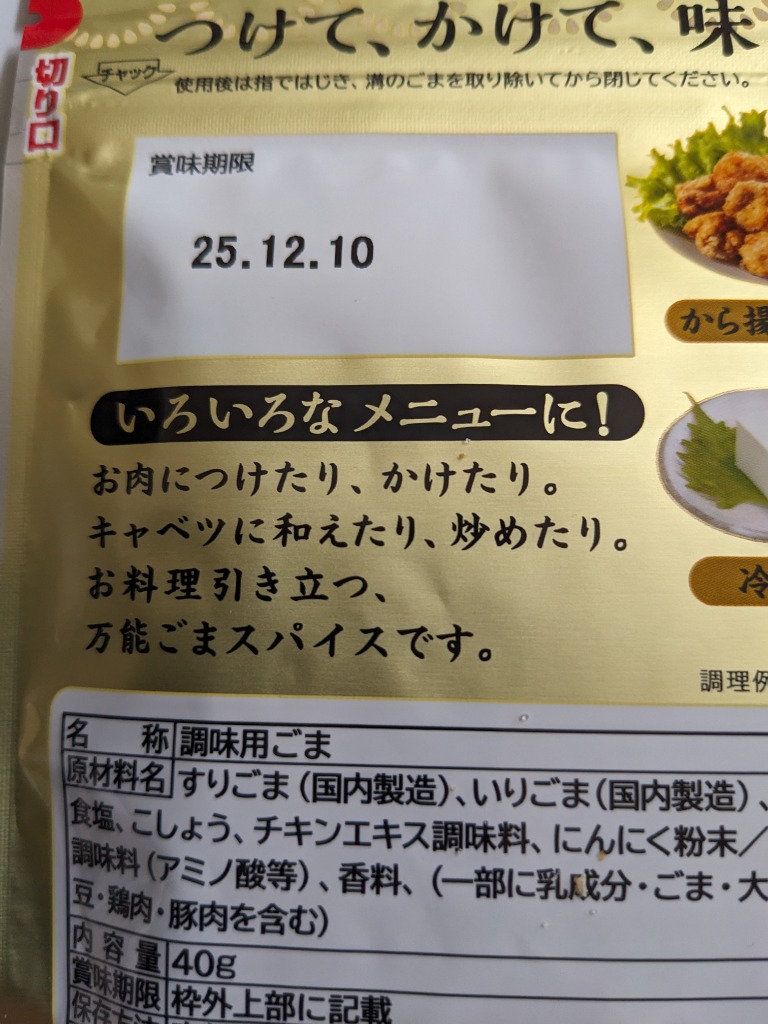 つけて、かけて、味
切り口
チャック
使用後は指ではじき、溝のごまを取り除いてから閉じてください。
賞味期限
25.12.10
から揚
いろいろなメニューに!
お肉につけたり、かけたり。
キャベツに和えたり、炒めたり。
お料理引き立つ、
万能ごまスパイスです。
冷
調理例
名称 調味用ごま
原材料名 すりごま(国内製造)、いりごま(国内製造)、
食塩、こしょう、チキンエキス調味料、にんにく粉末/
調味料(アミノ酸等)、香料、(一部に乳成分・ごま・大
豆・鶏肉・豚肉を含む)
内容量 40g
賞味期限 枠外上部に記載
保存方法